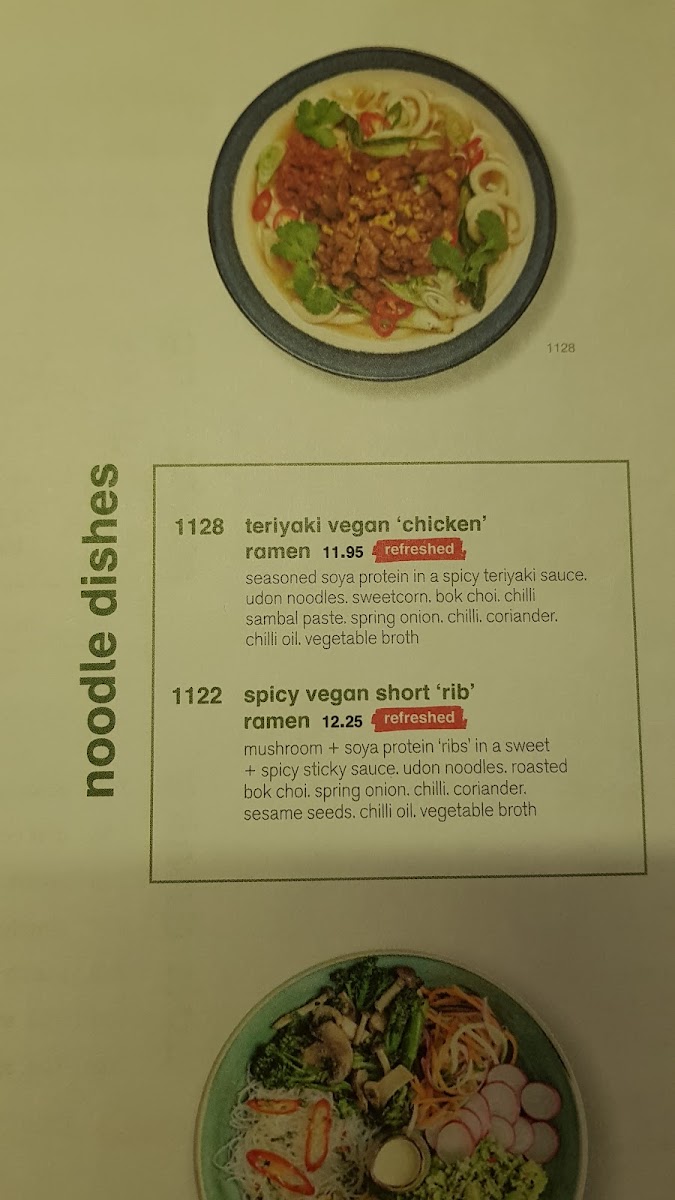 1128
noodle dishes
1128 teriyaki vegan ‘chicken’
ramen 11.95 refreshed
seasoned soya protein in a spicy teriyaki sauce.
udon noodles. sweetcorn. bok choi. chilli
sambal paste. spring onion. chilli. coriander.
chilli oil. vegetable broth
1122 spicy vegan short ‘rib’
ramen 12.25 refreshed
mushroom + soya protein ‘ribs’ in a sweet
+ spicy sticky sauce. udon noodles. roasted
bok choi. spring onion. chilli. coriander.
sesame seeds. chilli oil. vegetable broth